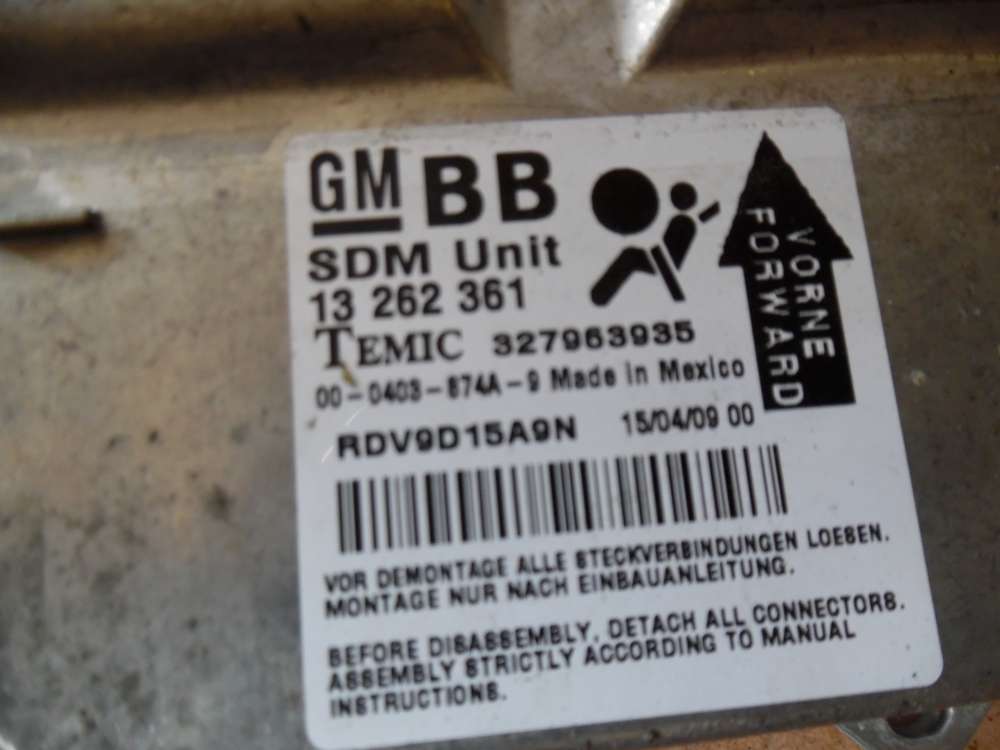 GM BB
SDM Unit
13 262 361
TEMIC 327963935
00-0403-874A-9 Made in Mexico
RDV9D15A9N 15/04/09 00
VORNE
FORWARD
VOR DEMONTAGE ALLE STECKVERBINDUNGEN LOESEN.
MONTAGE NUR NACH EINBAUANLEITUNG.
BEFORE DISASSEMBLY, DETACH ALL CONNECTORS.
ASSEMBLY STRICTLY ACCORDING TO MANUAL
INSTRUCTIONS.